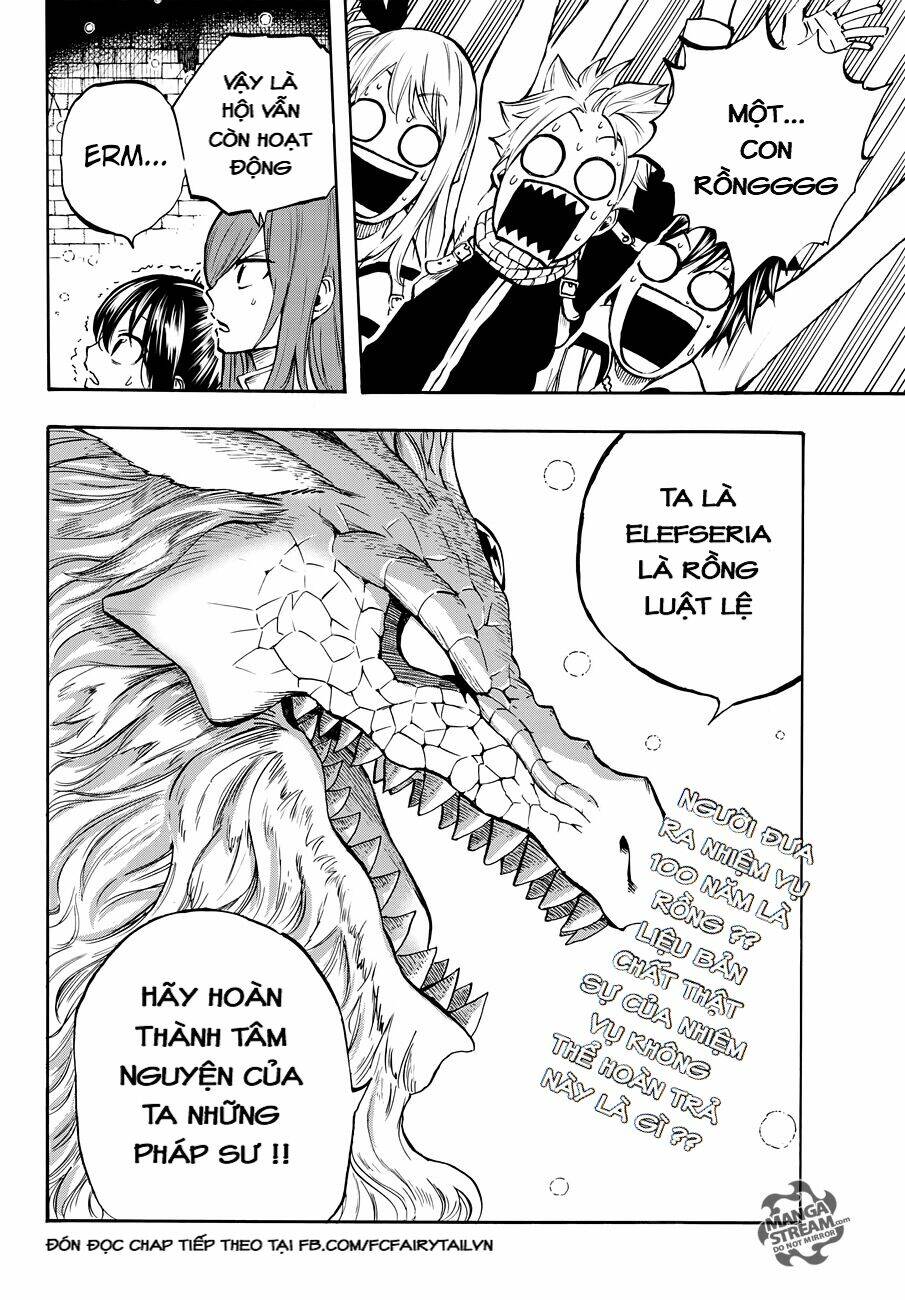 MỘT...
CON
RỒNGGGG
VẬY LÀ
HỘI VẪN
CÒN HOẠT
ĐỘNG
ERM...
TA LÀ
ELEFSERIA
LÀ RỒNG
LUẬT LỆ
NGƯỜI ĐƯA
RA NHIỆM VỤ
100 NĂM LÀ
RỒNG ??
LIỆU BẢN
CHẤT THẬT
SỰ CỦA NHIỆM
VỤ KHÔNG
THỂ HOÀN TRẢ
NÀY LÀ GÌ ??
HÃY HOÀN
THÀNH TÂM
NGUYỆN CỦA
TA NHỮNG
PHÁP SƯ !!
MANGA
STREAM.com
DO NOT MIRROR!
ĐÓN ĐỌC CHAP TIẾP THEO TẠI FB.COM/FCFAIRYTAILVN